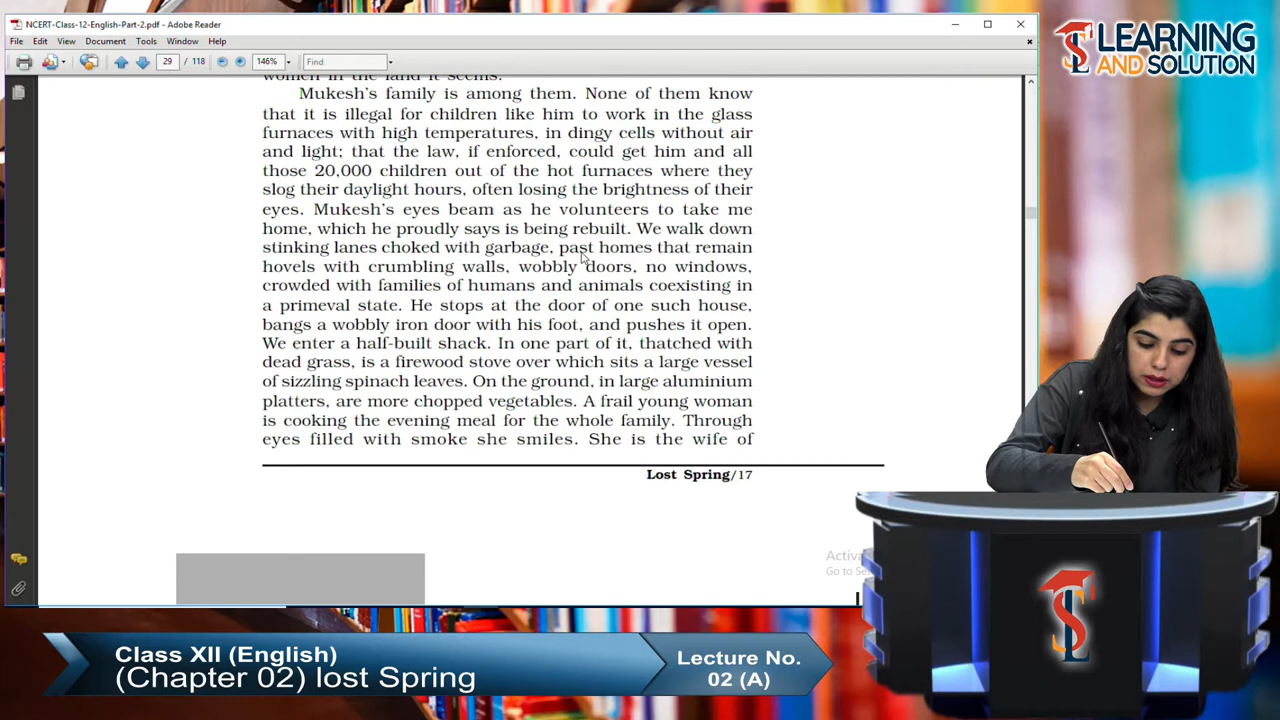 NCERT-Class-12-English-Part-2.pdf - Adobe Reader
File Edit View Document Tools Window Help
29 / 118 146% Find
women in the land it seems.
Mukesh's family is among them. None of them know
that it is illegal for children like him to work in the glass
furnaces with high temperatures, in dingy cells without air
and light; that the law, if enforced, could get him and all
those 20,000 children out of the hot furnaces where they
slog their daylight hours, often losing the brightness of their
eyes. Mukesh's eyes beam as he volunteers to take me
home, which he proudly says is being rebuilt. We walk down
stinking lanes choked with garbage, past homes that remain
hovels with crumbling walls, wobbly doors, no windows,
crowded with families of humans and animals coexisting in
a primeval state. He stops at the door of one such house,
bangs a wobbly iron door with his foot, and pushes it open.
We enter a half-built shack. In one part of it, thatched with
dead grass, is a firewood stove over which sits a large vessel
of sizzling spinach leaves. On the ground, in large aluminium
platters, are more chopped vegetables. A frail young woman
is cooking the evening meal for the whole family. Through
eyes filled with smoke she smiles. She is the wife of
Lost Spring/17
Activa
Go to Se
LEARNING
AND SOLUTION
Class XII (English)
(Chapter 02) lost Spring
Lecture No.
02 (A)